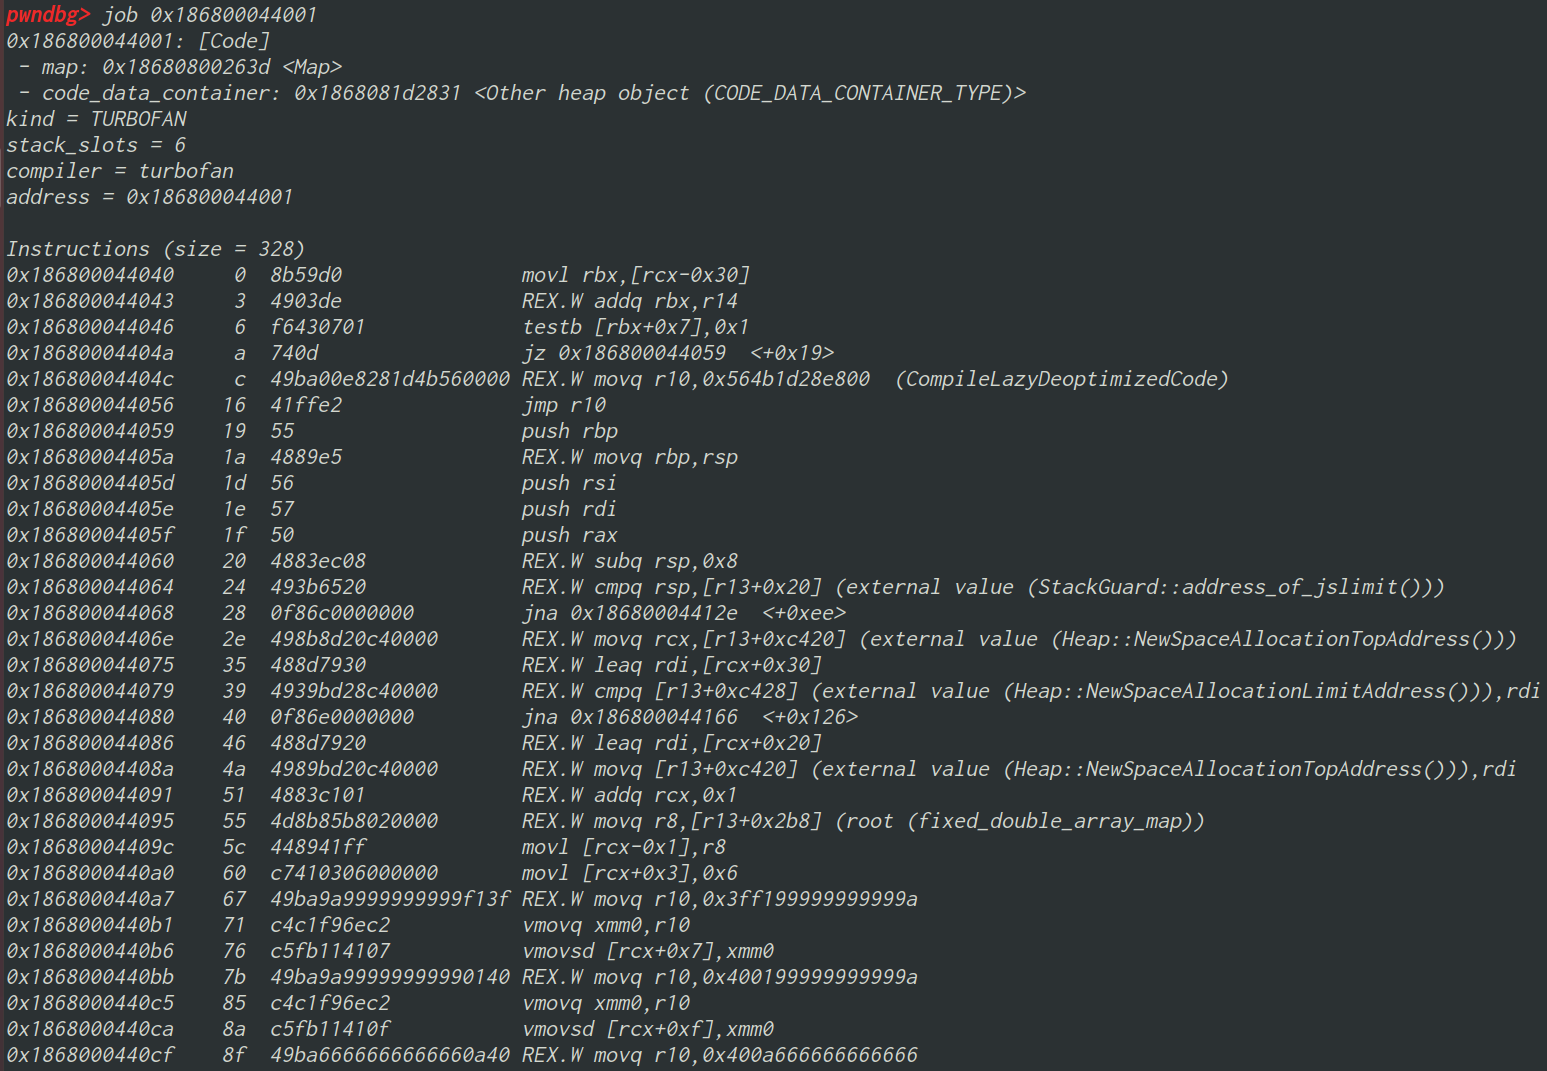 pwndbg> job 0x186800044001
0x186800044001: [Code]
 - map: 0x18680800263d <Map>
 - code_data_container: 0x1868081d2831 <Other heap object (CODE_DATA_CONTAINER_TYPE)>
kind = TURBOFAN
stack_slots = 6
compiler = turbofan
address = 0x186800044001

Instructions (size = 328)
0x186800044040     0  8b59d0               movl rbx,[rcx-0x30]
0x186800044043     3  4903de               REX.W addq rbx,r14
0x186800044046     6  f6430701             testb [rbx+0x7],0x1
0x18680004404a     a  740d                 jz 0x186800044059  <+0x19>
0x18680004404c     c  49ba00e8281d4b560000 REX.W movq r10,0x564b1d28e800  (CompileLazyDeoptimizedCode)
0x186800044056    16  41ffe2               jmp r10
0x186800044059    19  55                   push rbp
0x18680004405a    1a  4889e5               REX.W movq rbp,rsp
0x18680004405d    1d  56                   push rsi
0x18680004405e    1e  57                   push rdi
0x18680004405f    1f  50                   push rax
0x186800044060    20  4883ec08             REX.W subq rsp,0x8
0x186800044064    24  493b6520             REX.W cmpq rsp,[r13+0x20] (external value (StackGuard::address_of_jslimit()))
0x186800044068    28  0f86c0000000         jna 0x18680004412e  <+0xee>
0x18680004406e    2e  498b8d20c40000       REX.W movq rcx,[r13+0xc420] (external value (Heap::NewSpaceAllocationTopAddress()))
0x186800044075    35  488d7930             REX.W leaq rdi,[rcx+0x30]
0x186800044079    39  4939bd28c40000       REX.W cmpq [r13+0xc428] (external value (Heap::NewSpaceAllocationLimitAddress())),rdi
0x186800044080    40  0f86e0000000         jna 0x186800044166  <+0x126>
0x186800044086    46  488d7920             REX.W leaq rdi,[rcx+0x20]
0x18680004408a    4a  4989bd20c40000       REX.W movq [r13+0xc420] (external value (Heap::NewSpaceAllocationTopAddress())),rdi
0x186800044091    51  4883c101             REX.W addq rcx,0x1
0x186800044095    55  4d8b85b8020000       REX.W movq r8,[r13+0x2b8] (root (fixed_double_array_map))
0x18680004409c    5c  448941ff             movl [rcx-0x1],r8
0x1868000440a0    60  c7410306000000       movl [rcx+0x3],0x6
0x1868000440a7    67  49ba9a9999999999f13f REX.W movq r10,0x3ff199999999999a
0x1868000440b1    71  c4c1f96ec2           vmovq xmm0,r10
0x1868000440b6    76  c5fb114107           vmovsd [rcx+0x7],xmm0
0x1868000440bb    7b  49ba9a99999999990140 REX.W movq r10,0x400199999999999a
0x1868000440c5    85  c4c1f96ec2           vmovq xmm0,r10
0x1868000440ca    8a  c5fb11410f           vmovsd [rcx+0xf],xmm0
0x1868000440cf    8f  49ba6666666666660a40 REX.W movq r10,0x400a666666666666